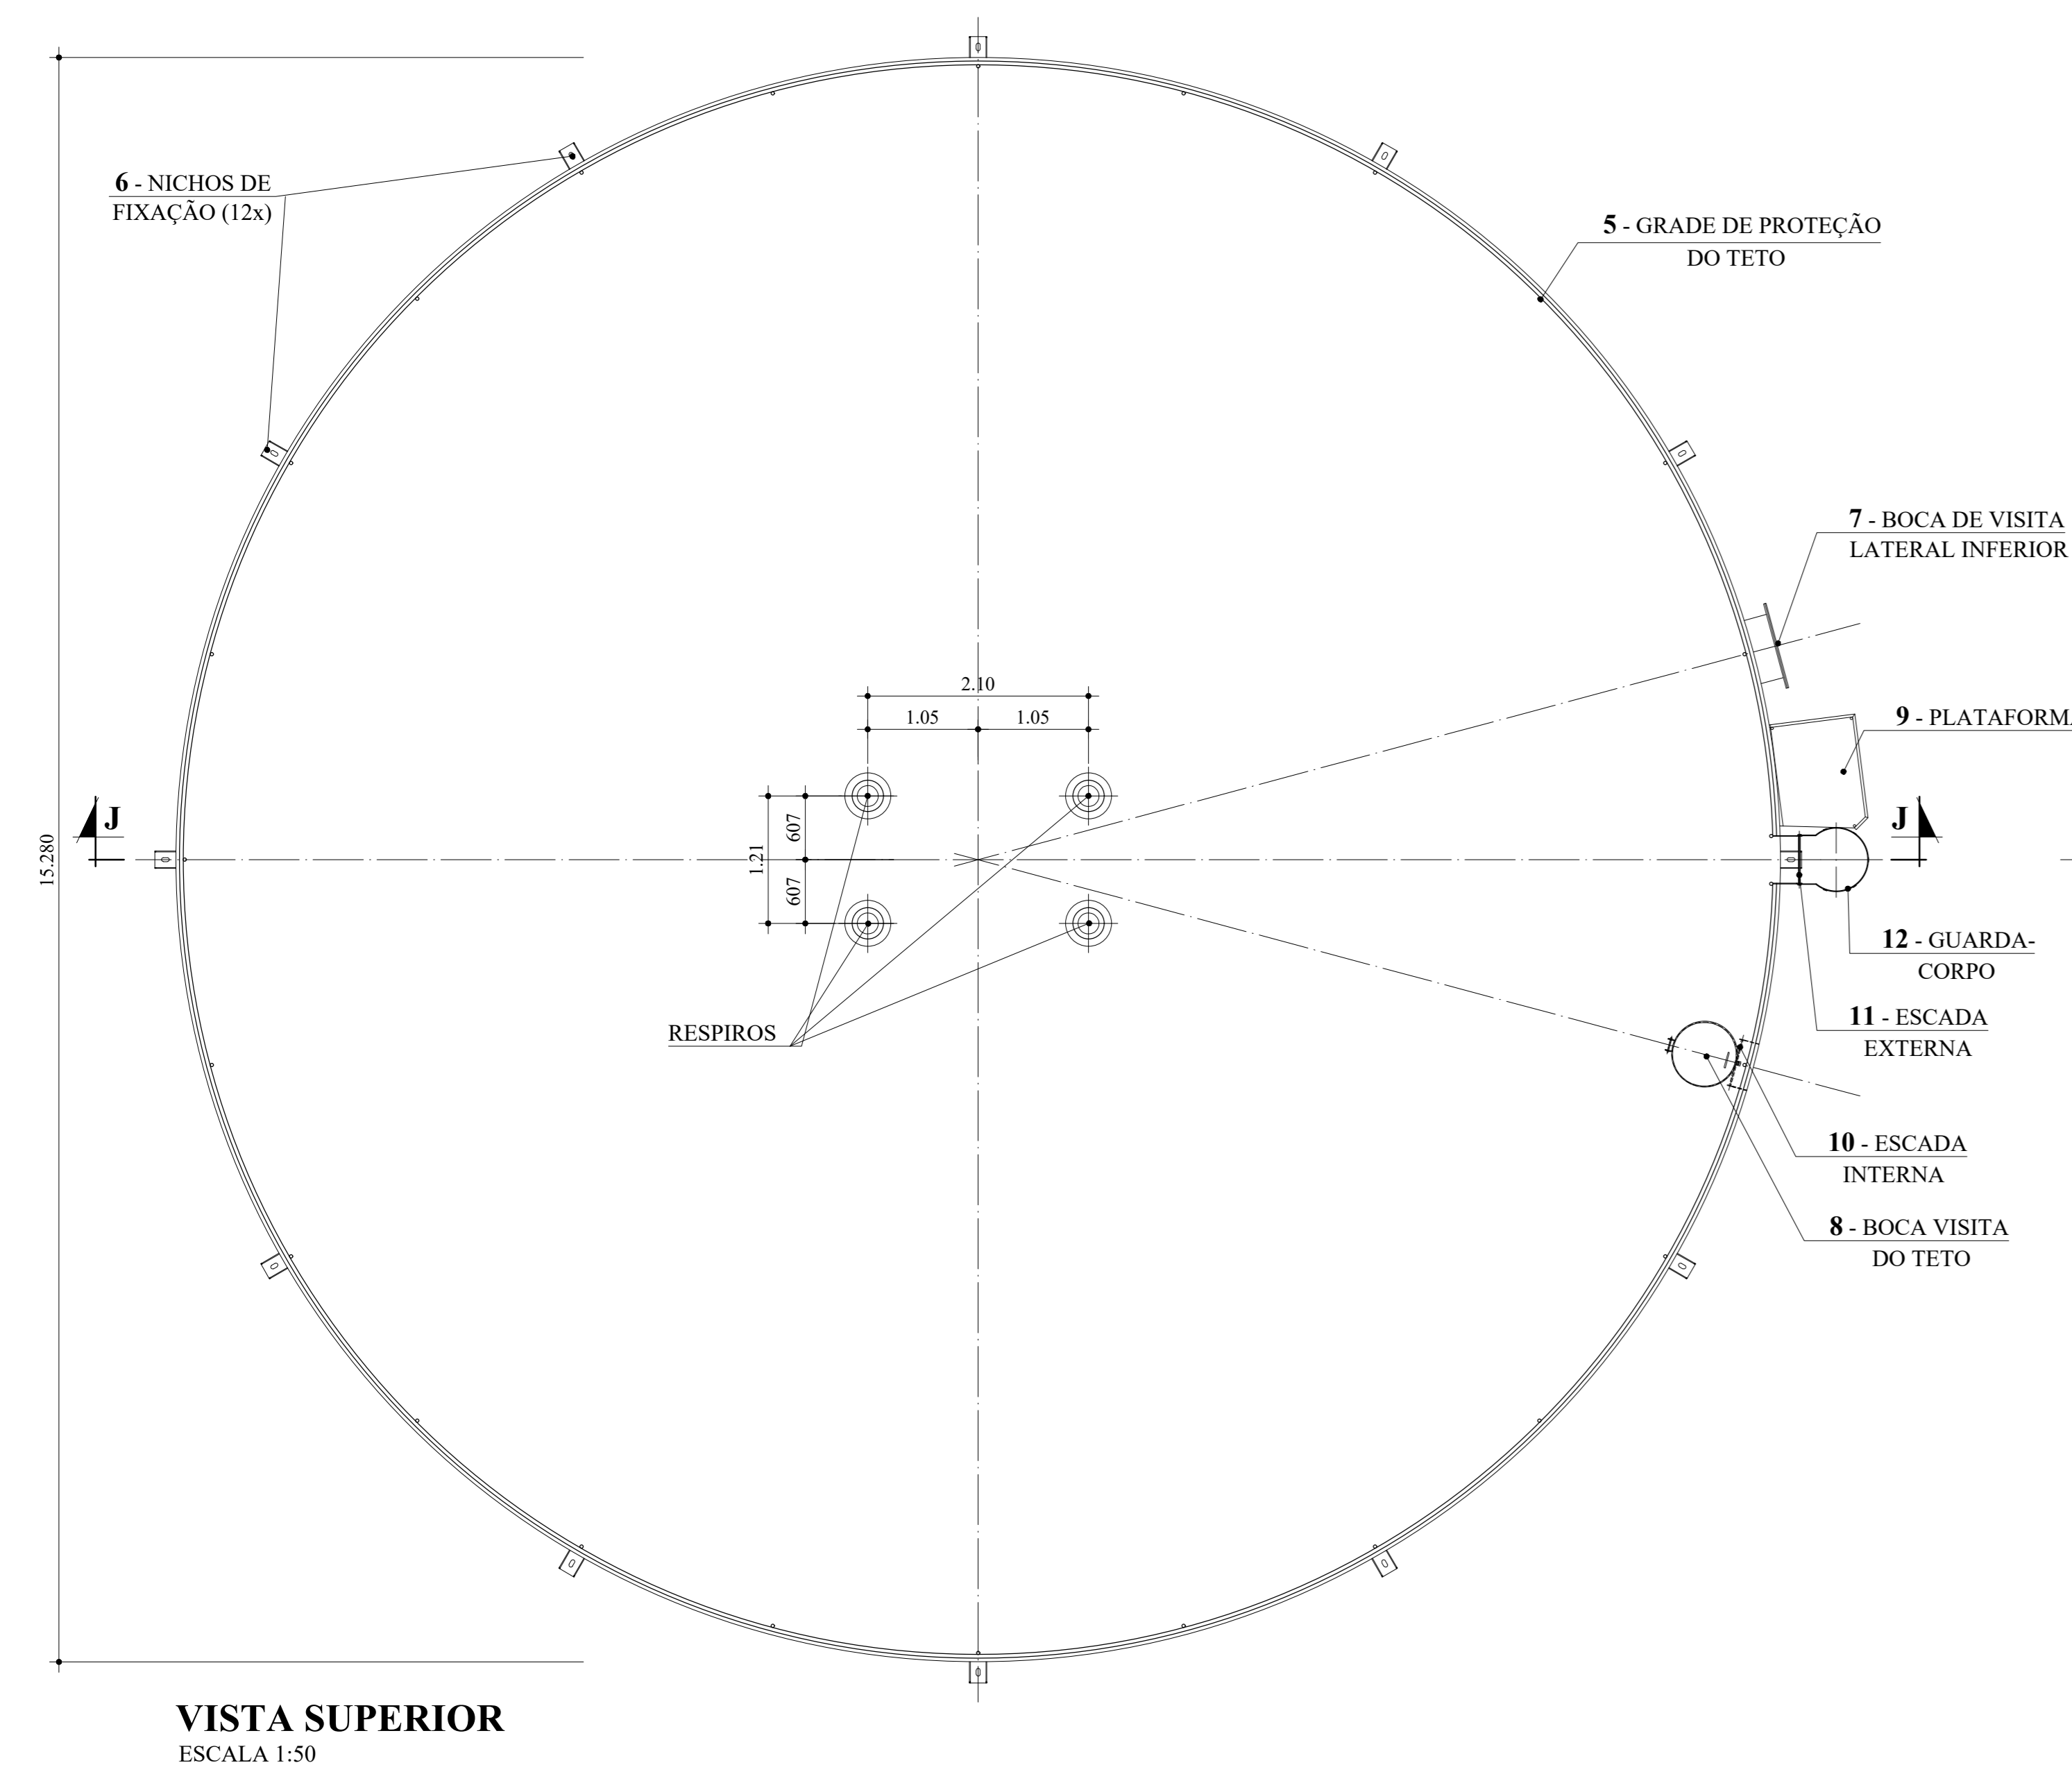 6 - NICHOS DE
FIXAÇÃO (12x)
5 - GRADE DE PROTEÇÃO
DO TETO
7 - BOCA DE VISITA
LATERAL INFERIOR
9 - PLATAFORMA
2.10
1.05
1.05
J
J
607
1.21
607
15.280
12 - GUARDA-
CORPO
11 - ESCADA
EXTERNA
RESPIROS
10 - ESCADA
INTERNA
8 - BOCA VISITA
DO TETO
VISTA SUPERIOR
ESCALA 1:50